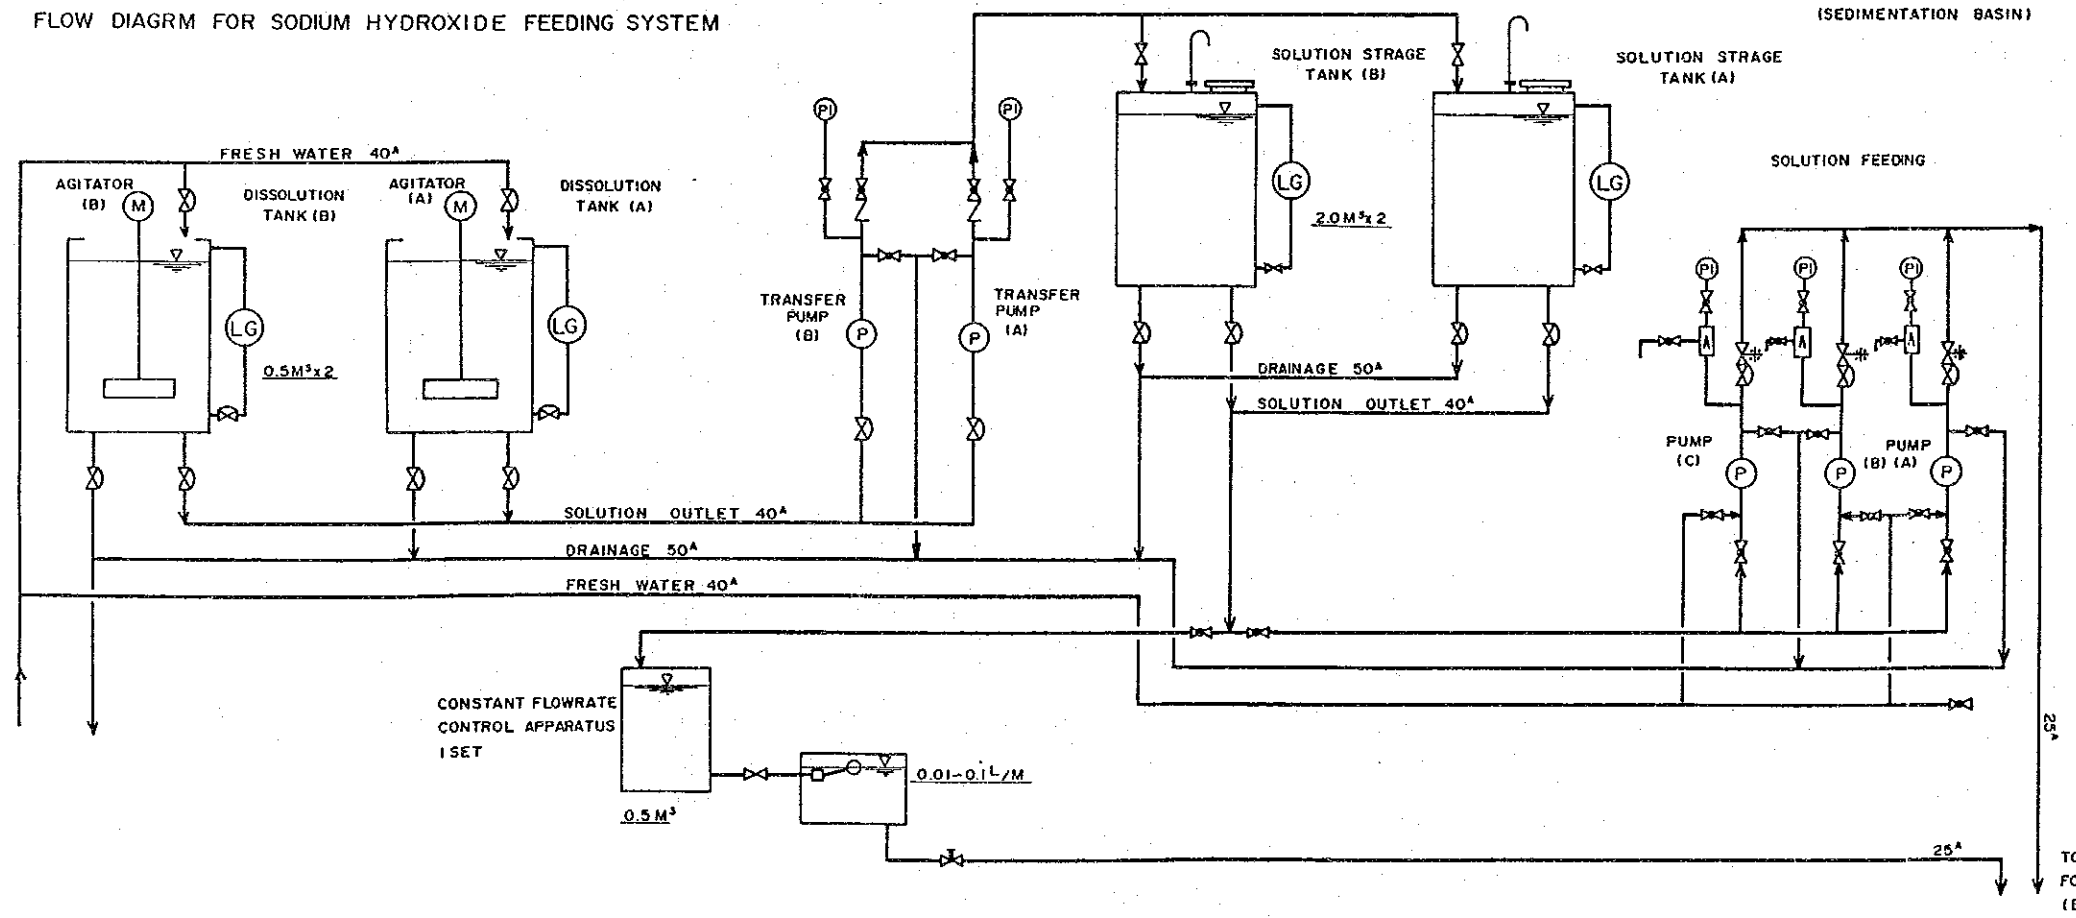 FLOW DIAGRM FOR SODIUM HYDROXIDE FEEDING SYSTEM
(SEDIMENTATION BASIN)
SOLUTION STRAGE
TANK (B)
SOLUTION STRAGE
TANK (A)
PI
PI
FRESH WATER 40A
AGITATOR
(B)
M
DISSOLUTION
TANK (B)
AGITATOR
(A)
M
DISSOLUTION
TANK (A)
SOLUTION FEEDING
LG
LG
2.0M³x2
LG
0.5M³x2
LG
TRANSFER
PUMP
(B)
P
TRANSFER
PUMP
(A)
P
PI
PI
PI
A
A
A
DRAINAGE 50A
SOLUTION OUTLET 40A
PUMP
(C)
P
PUMP
(B) (A)
P
P
SOLUTION OUTLET 40A
DRAINAGE 50A
FRESH WATER 40A
CONSTANT FLOWRATE
CONTROL APPARATUS
1 SET
0.5M³
0.01-0.1L/M
25A
25A